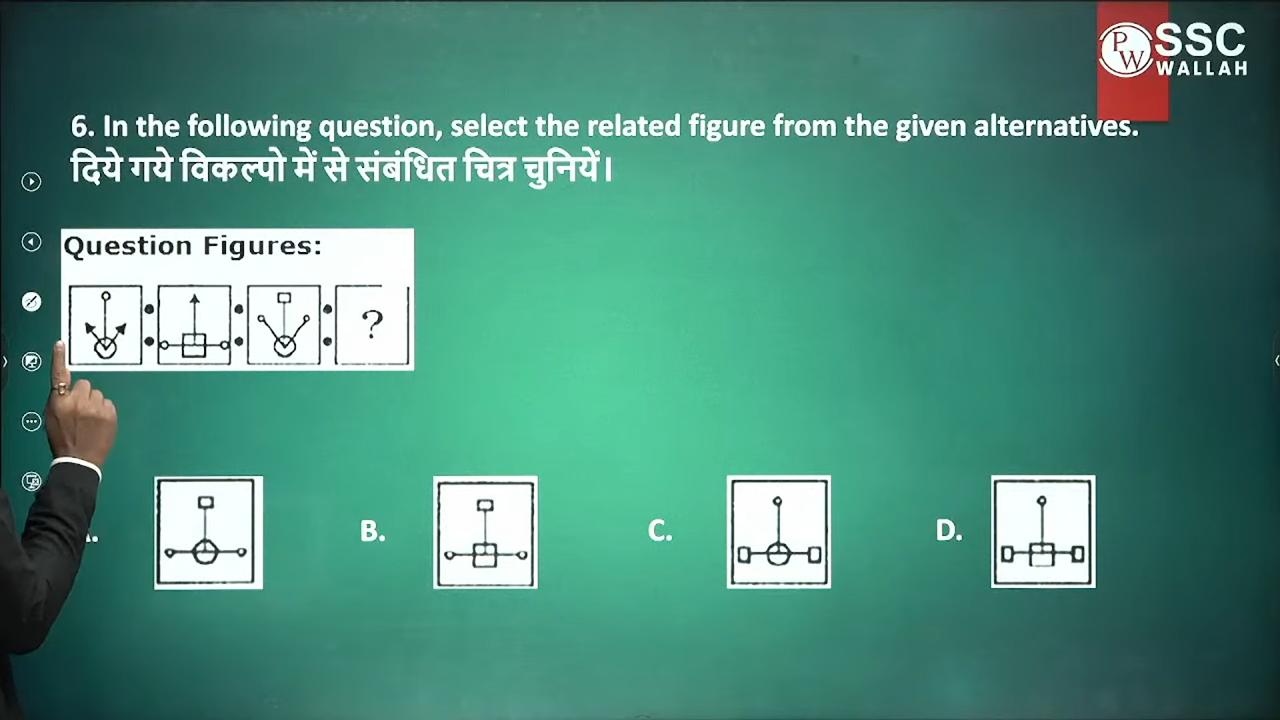 PW SSC
WALLAH
6. In the following question, select the related figure from the given alternatives.
दिये गये विकल्पो में से संबंधित चित्र चुनियें।
Question Figures:
?
B.
C.
D.